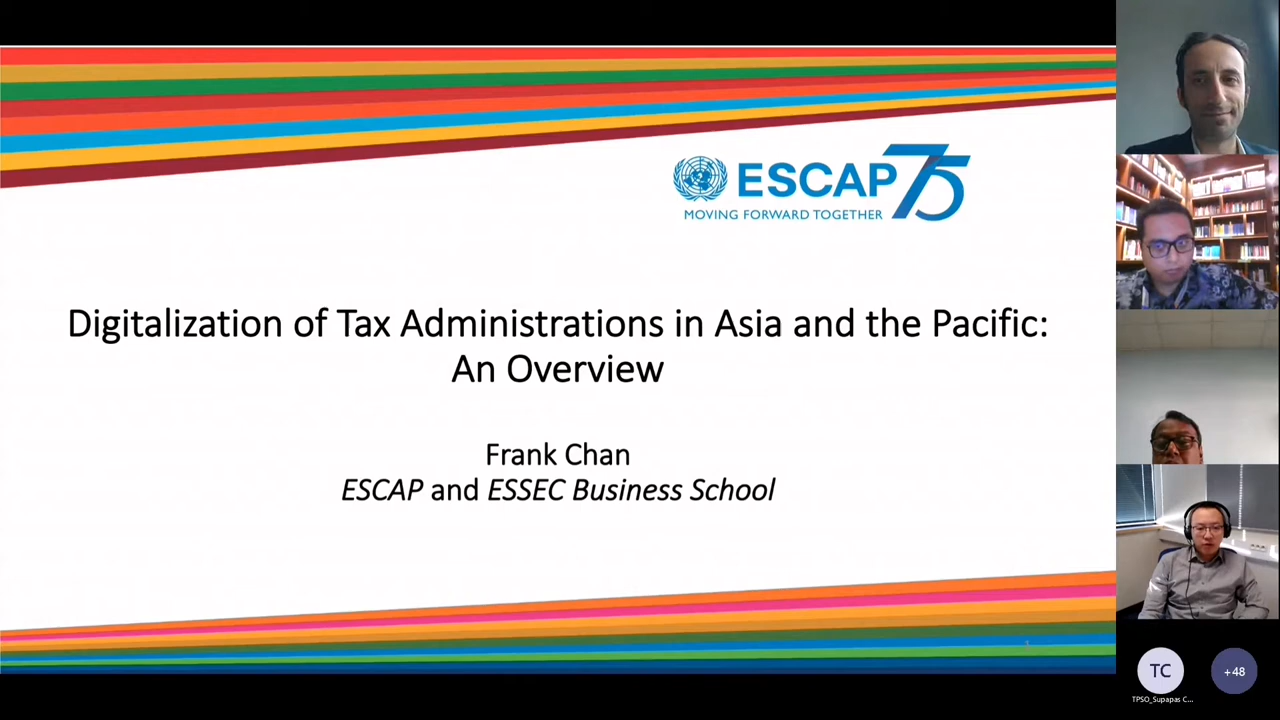 ESCAP75
MOVING FORWARD TOGETHER
Digitalization of Tax Administrations in Asia and the Pacific:
An Overview
Frank Chan
ESCAP and ESSEC Business School
TC
+48
TPSO_Supapas C...